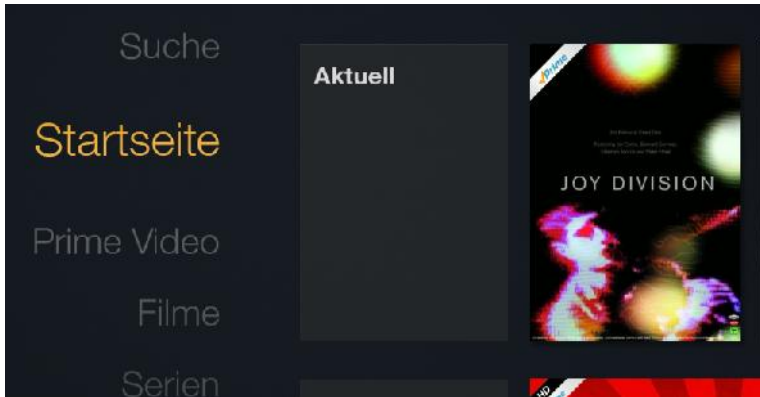 Suche
Startseite
Prime Video
Filme
Serien
Aktuell
Prime
JOY DIVISION
HD